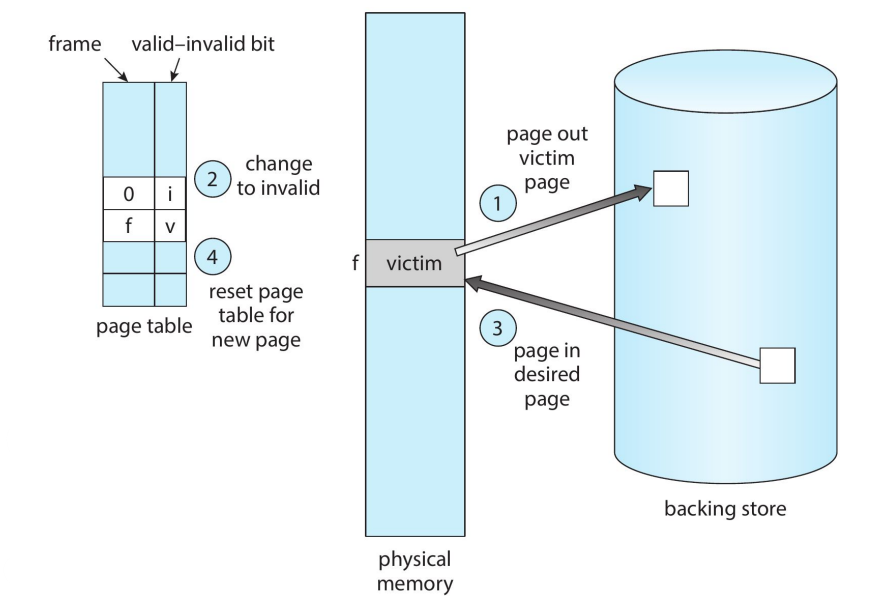 frame
valid–invalid bit
0 i
f v
2
change
to invalid
4
reset page
table for
new page
page table
f
victim
physical
memory
1
page out
victim
page
3
page in
desired
page
backing store